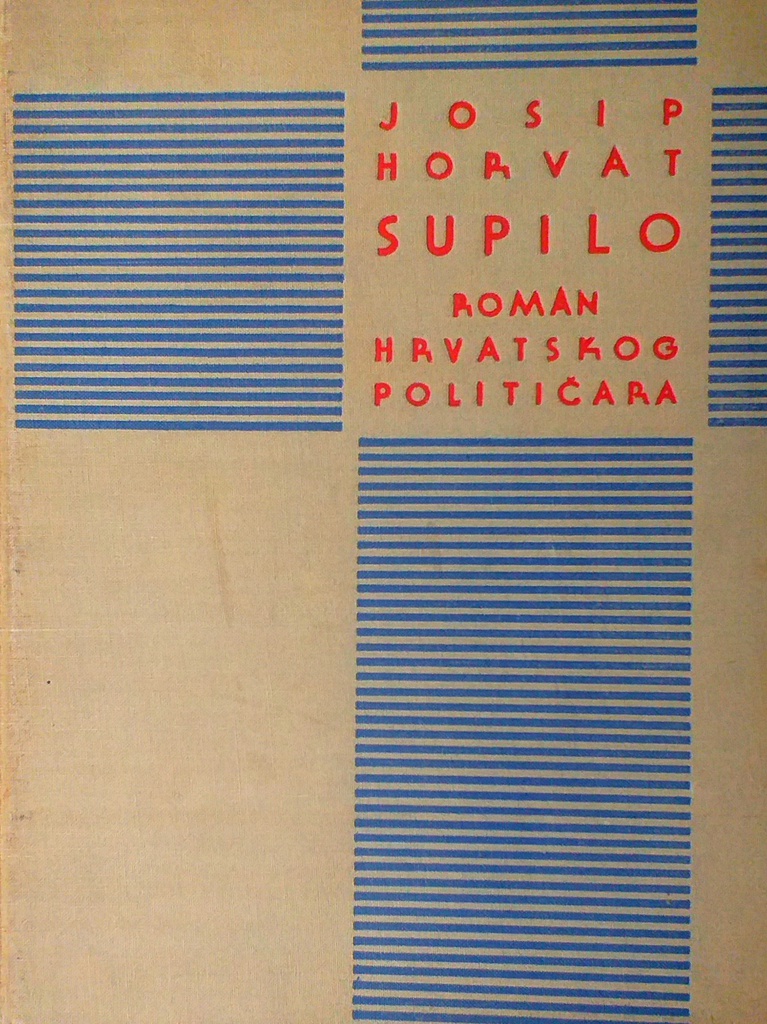 JOSIP
HORVAT
SUPILO
ROMAN
HRVATSKOG
POLITIČARA